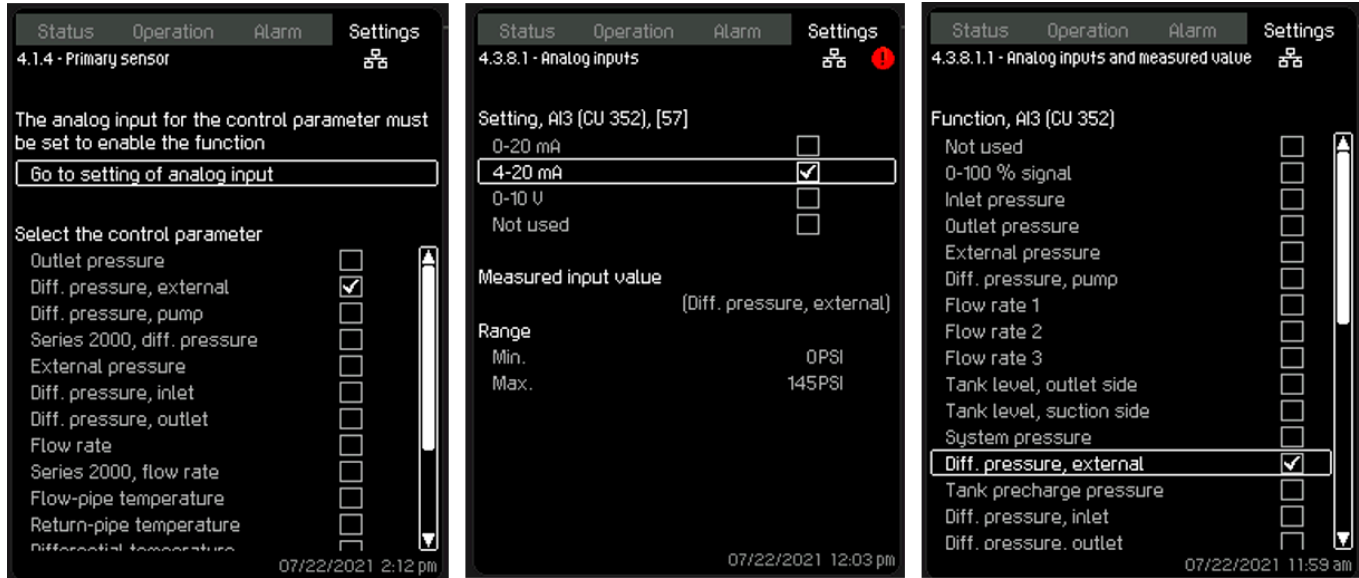 Status Operation Alarm Settings
4.1.4 - Primary sensor
The analog input for the control parameter must
be set to enable the function
Go to setting of analog input
Select the control parameter
Outlet pressure
Diff. pressure, external
Diff. pressure, pump
Series 2000, diff. pressure
External pressure
Diff. pressure, inlet
Diff. pressure, outlet
Flow rate
Series 2000, flow rate
Flow-pipe temperature
Return-pipe temperature
Differential temperature
07/22/2021 2:12 pm
Status Operation Alarm Settings
4.3.8.1 - Analog inputs
!
Setting, AI3 (CU 352), [57]
0-20 mA
4-20 mA
0-10 V
Not used
Measured input value
(Diff. pressure, external)
Range
Min. 0PSI
Max. 145PSI
07/22/2021 12:03 pm
Status Operation Alarm Settings
4.3.8.1.1 - Analog inputs and measured value
Function, AI3 (CU 352)
Not used
0-100 % signal
Inlet pressure
Outlet pressure
External pressure
Diff. pressure, pump
Flow rate 1
Flow rate 2
Flow rate 3
Tank level, outlet side
Tank level, suction side
System pressure
Diff. pressure, external
Tank precharge pressure
Diff. pressure, inlet
Diff. pressure, outlet
07/22/2021 11:59 am